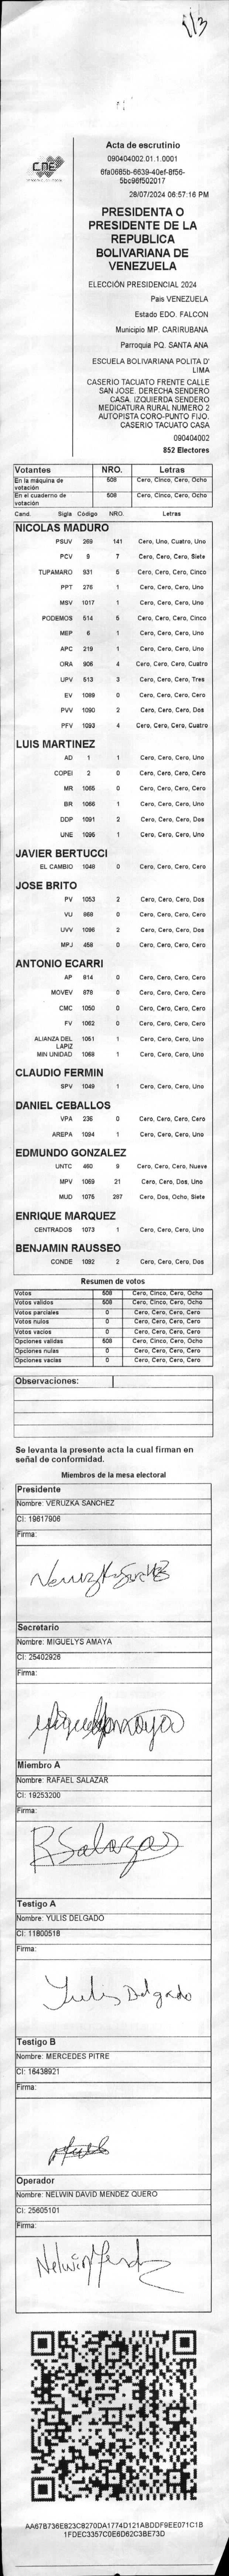 1/3
cne
Acta de escrutinio
090404002.01.1.0001
6fa0685b-6639-40ef-8f56-
5bc96f502017
28/07/2024 06:57:16 PM
PRESIDENTA O
PRESIDENTE DE LA
REPUBLICA
BOLIVARIANA DE
VENEZUELA
ELECCIÓN PRESIDENCIAL 2024
Pais VENEZUELA
Estado EDO. FALCON
Municipio MP. CARIRUBANA
Parroquia PQ. SANTA ANA
ESCUELA BOLIVARIANA POLITA D'
LIMA
CASERIO TACUATO FRENTE CALLE
SAN JOSE. DERECHA SENDERO
CASA. IZQUIERDA SENDERO
MEDICATURA RURAL NUMERO 2
AUTOPISTA CORO-PUNTO FIJO.
CASERIO TACUATO CASA
090404002
852 Electores
Votantes NRO. Letras
En la máquina de votación 508 Cero, Cinco, Cero, Ocho
En el cuaderno de votación 508 Cero, Cinco, Cero, Ocho
Cand. Sigla Código NRO. Letras
NICOLAS MADURO
PSUV 269 141 Cero, Uno, Cuatro, Uno
PCV 9 7 Cero, Cero, Cero, Siete
TUPAMARO 931 5 Cero, Cero, Cero, Cinco
PPT 276 1 Cero, Cero, Cero, Uno
MSV 1017 1 Cero, Cero, Cero, Uno
PODEMOS 514 5 Cero, Cero, Cero, Cinco
MEP 6 1 Cero, Cero, Cero, Uno
APC 219 1 Cero, Cero, Cero, Uno
ORA 906 4 Cero, Cero, Cero, Cuatro
UPV 513 3 Cero, Cero, Cero, Tres
EV 1089 0 Cero, Cero, Cero, Cero
PVV 1090 2 Cero, Cero, Cero, Dos
PFV 1093 4 Cero, Cero, Cero, Cuatro
LUIS MARTINEZ
AD 1 1 Cero, Cero, Cero, Uno
COPEI 2 0 Cero, Cero, Cero, Cero
MR 1065 0 Cero, Cero, Cero, Cero
BR 1066 1 Cero, Cero, Cero, Uno
DDP 1091 2 Cero, Cero, Cero, Dos
UNE 1095 1 Cero, Cero, Cero, Uno
JAVIER BERTUCCI
EL CAMBIO 1048 0 Cero, Cero, Cero, Cero
JOSE BRITO
PV 1053 2 Cero, Cero, Cero, Dos
VU 868 0 Cero, Cero, Cero, Cero
UVV 1096 2 Cero, Cero, Cero, Dos
MPJ 458 0 Cero, Cero, Cero, Cero
ANTONIO ECARRI
AP 814 0 Cero, Cero, Cero, Cero
MOVEV 878 0 Cero, Cero, Cero, Cero
CMC 1050 0 Cero, Cero, Cero, Cero
FV 1062 0 Cero, Cero, Cero, Cero
ALIANZA DEL LAPIZ 1051 1 Cero, Cero, Cero, Uno
MIN UNIDAD 1068 1 Cero, Cero, Cero, Uno
CLAUDIO FERMIN
SPV 1049 1 Cero, Cero, Cero, Uno
DANIEL CEBALLOS
VPA 236 0 Cero, Cero, Cero, Cero
AREPA 1094 1 Cero, Cero, Cero, Uno
EDMUNDO GONZALEZ
UNTC 460 9 Cero, Cero, Cero, Nueve
MPV 1069 21 Cero, Cero, Dos, Uno
MUD 1075 287 Cero, Dos, Ocho, Siete
ENRIQUE MARQUEZ
CENTRADOS 1073 1 Cero, Cero, Cero, Uno
BENJAMIN RAUSSEO
CONDE 1092 2 Cero, Cero, Cero, Dos
Resumen de votos
Votos 508 Cero, Cinco, Cero, Ocho
Votos validos 508 Cero, Cinco, Cero, Ocho
Votos parciales 0 Cero, Cero, Cero, Cero
Votos nulos 0 Cero, Cero, Cero, Cero
Votos vacíos 0 Cero, Cero, Cero, Cero
Opciones validas 508 Cero, Cinco, Cero, Ocho
Opciones nulas 0 Cero, Cero, Cero, Cero
Opciones vacías 0 Cero, Cero, Cero, Cero
Observaciones:
Se levanta la presente acta la cual firman en
señal de conformidad.
Miembros de la mesa electoral
Presidente
Nombre: VERUZKA SANCHEZ
CI: 19617906
Firma:
Veruzka Sanchez
Secretario
Nombre: MIGUELYS AMAYA
CI: 25402926
Firma:
Miembro A
Nombre: RAFAEL SALAZAR
CI: 19253200
Firma:
RSalazar
Testigo A
Nombre: YULIS DELGADO
CI: 11800518
Firma:
Yulis Delgado
Testigo B
Nombre: MERCEDES PITRE
CI: 16438921
Firma:
Operador
Nombre: NELWIN DAVID MENDEZ QUERO
CI: 25605101
Firma:
AA67B736E823C8270DA1774D121ABDDF9EE071C1B
1FDEC3357C0E6D62C3BE73D